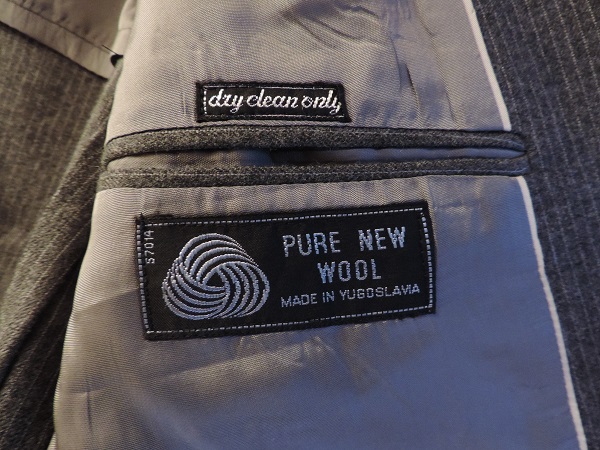 dry clean only
S7014
PURE NEW
WOOL
MADE IN YUGOSLAVIA